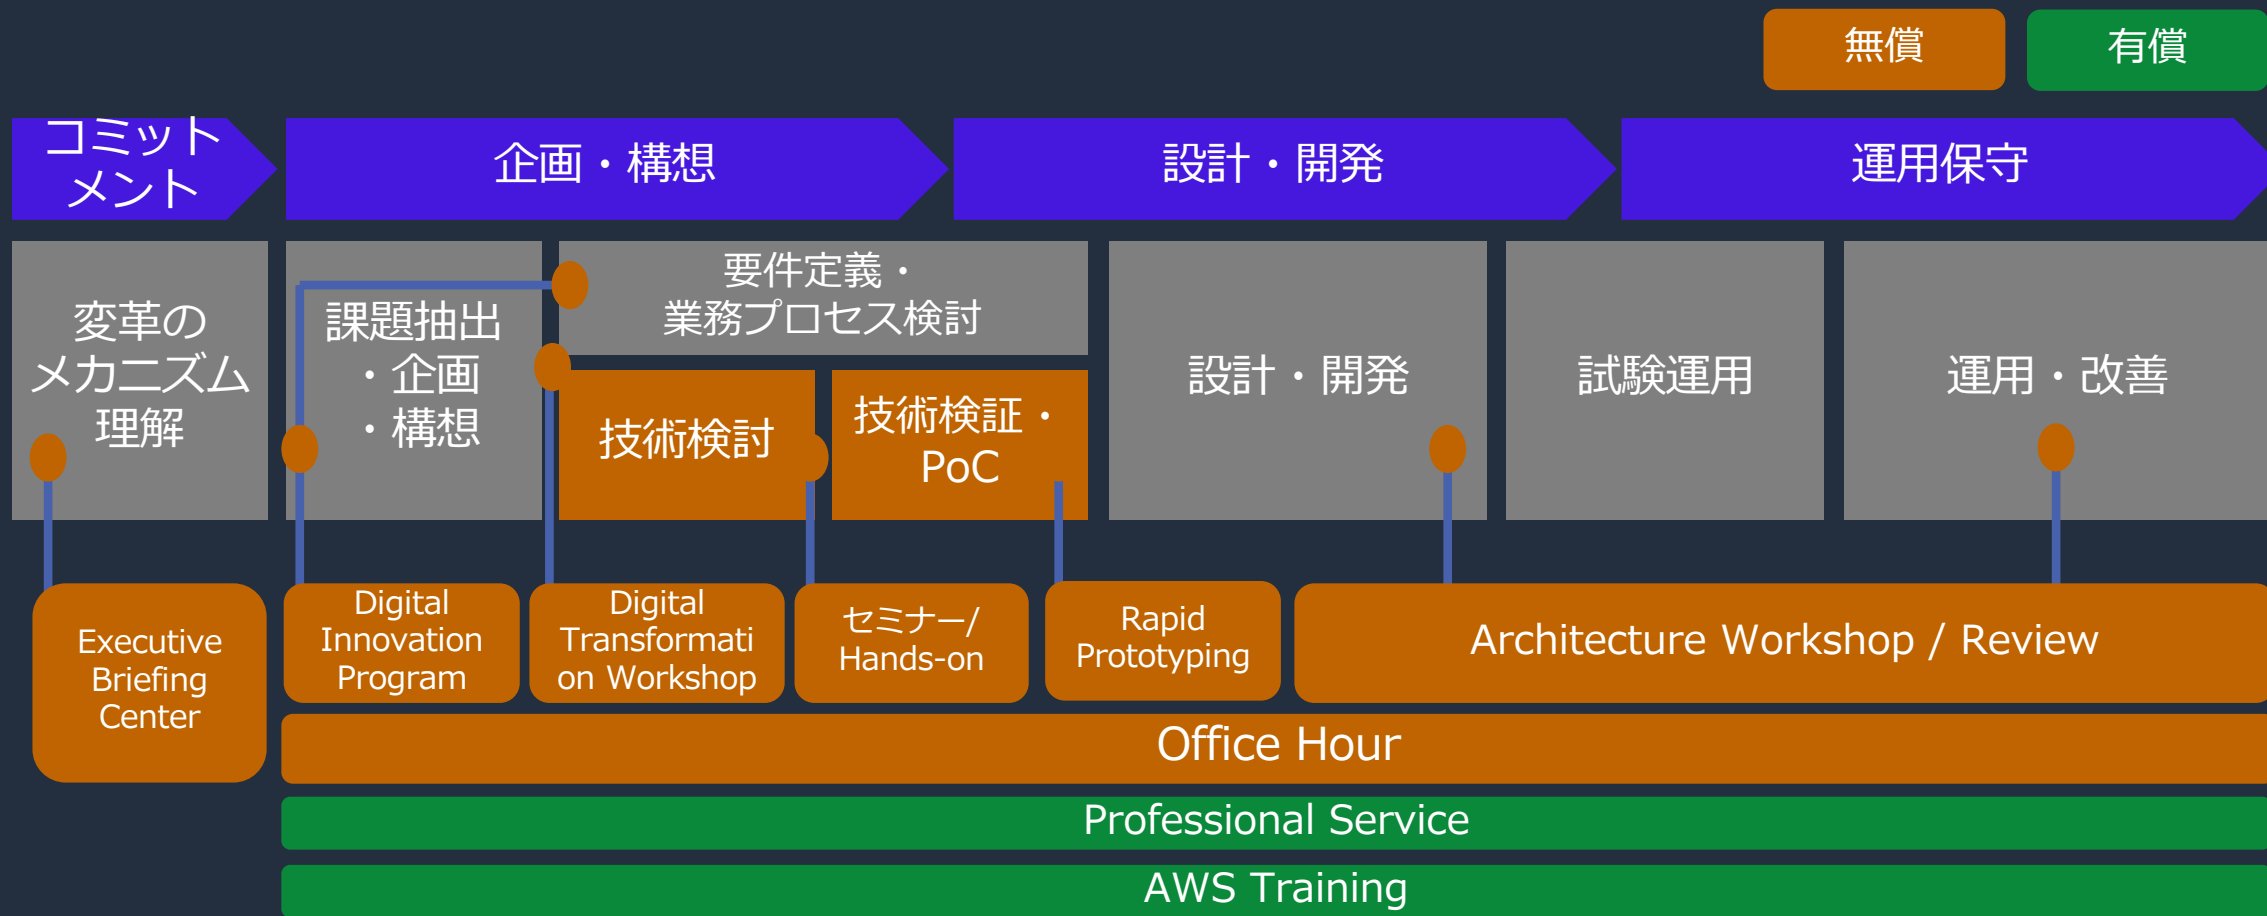 無償
有償
コミット
メント
企画・構想
設計・開発
運用保守
変革の
メカニズム
理解
課題抽出
・企画
・構想
要件定義・
業務プロセス検討
技術検討
技術検証・
PoC
設計・開発
試験運用
運用・改善
Executive
Briefing
Center
Digital
Innovation
Program
Digital
Transformati
on Workshop
セミナー/
Hands-on
Rapid
Prototyping
Architecture Workshop / Review
Office Hour
Professional Service
AWS Training